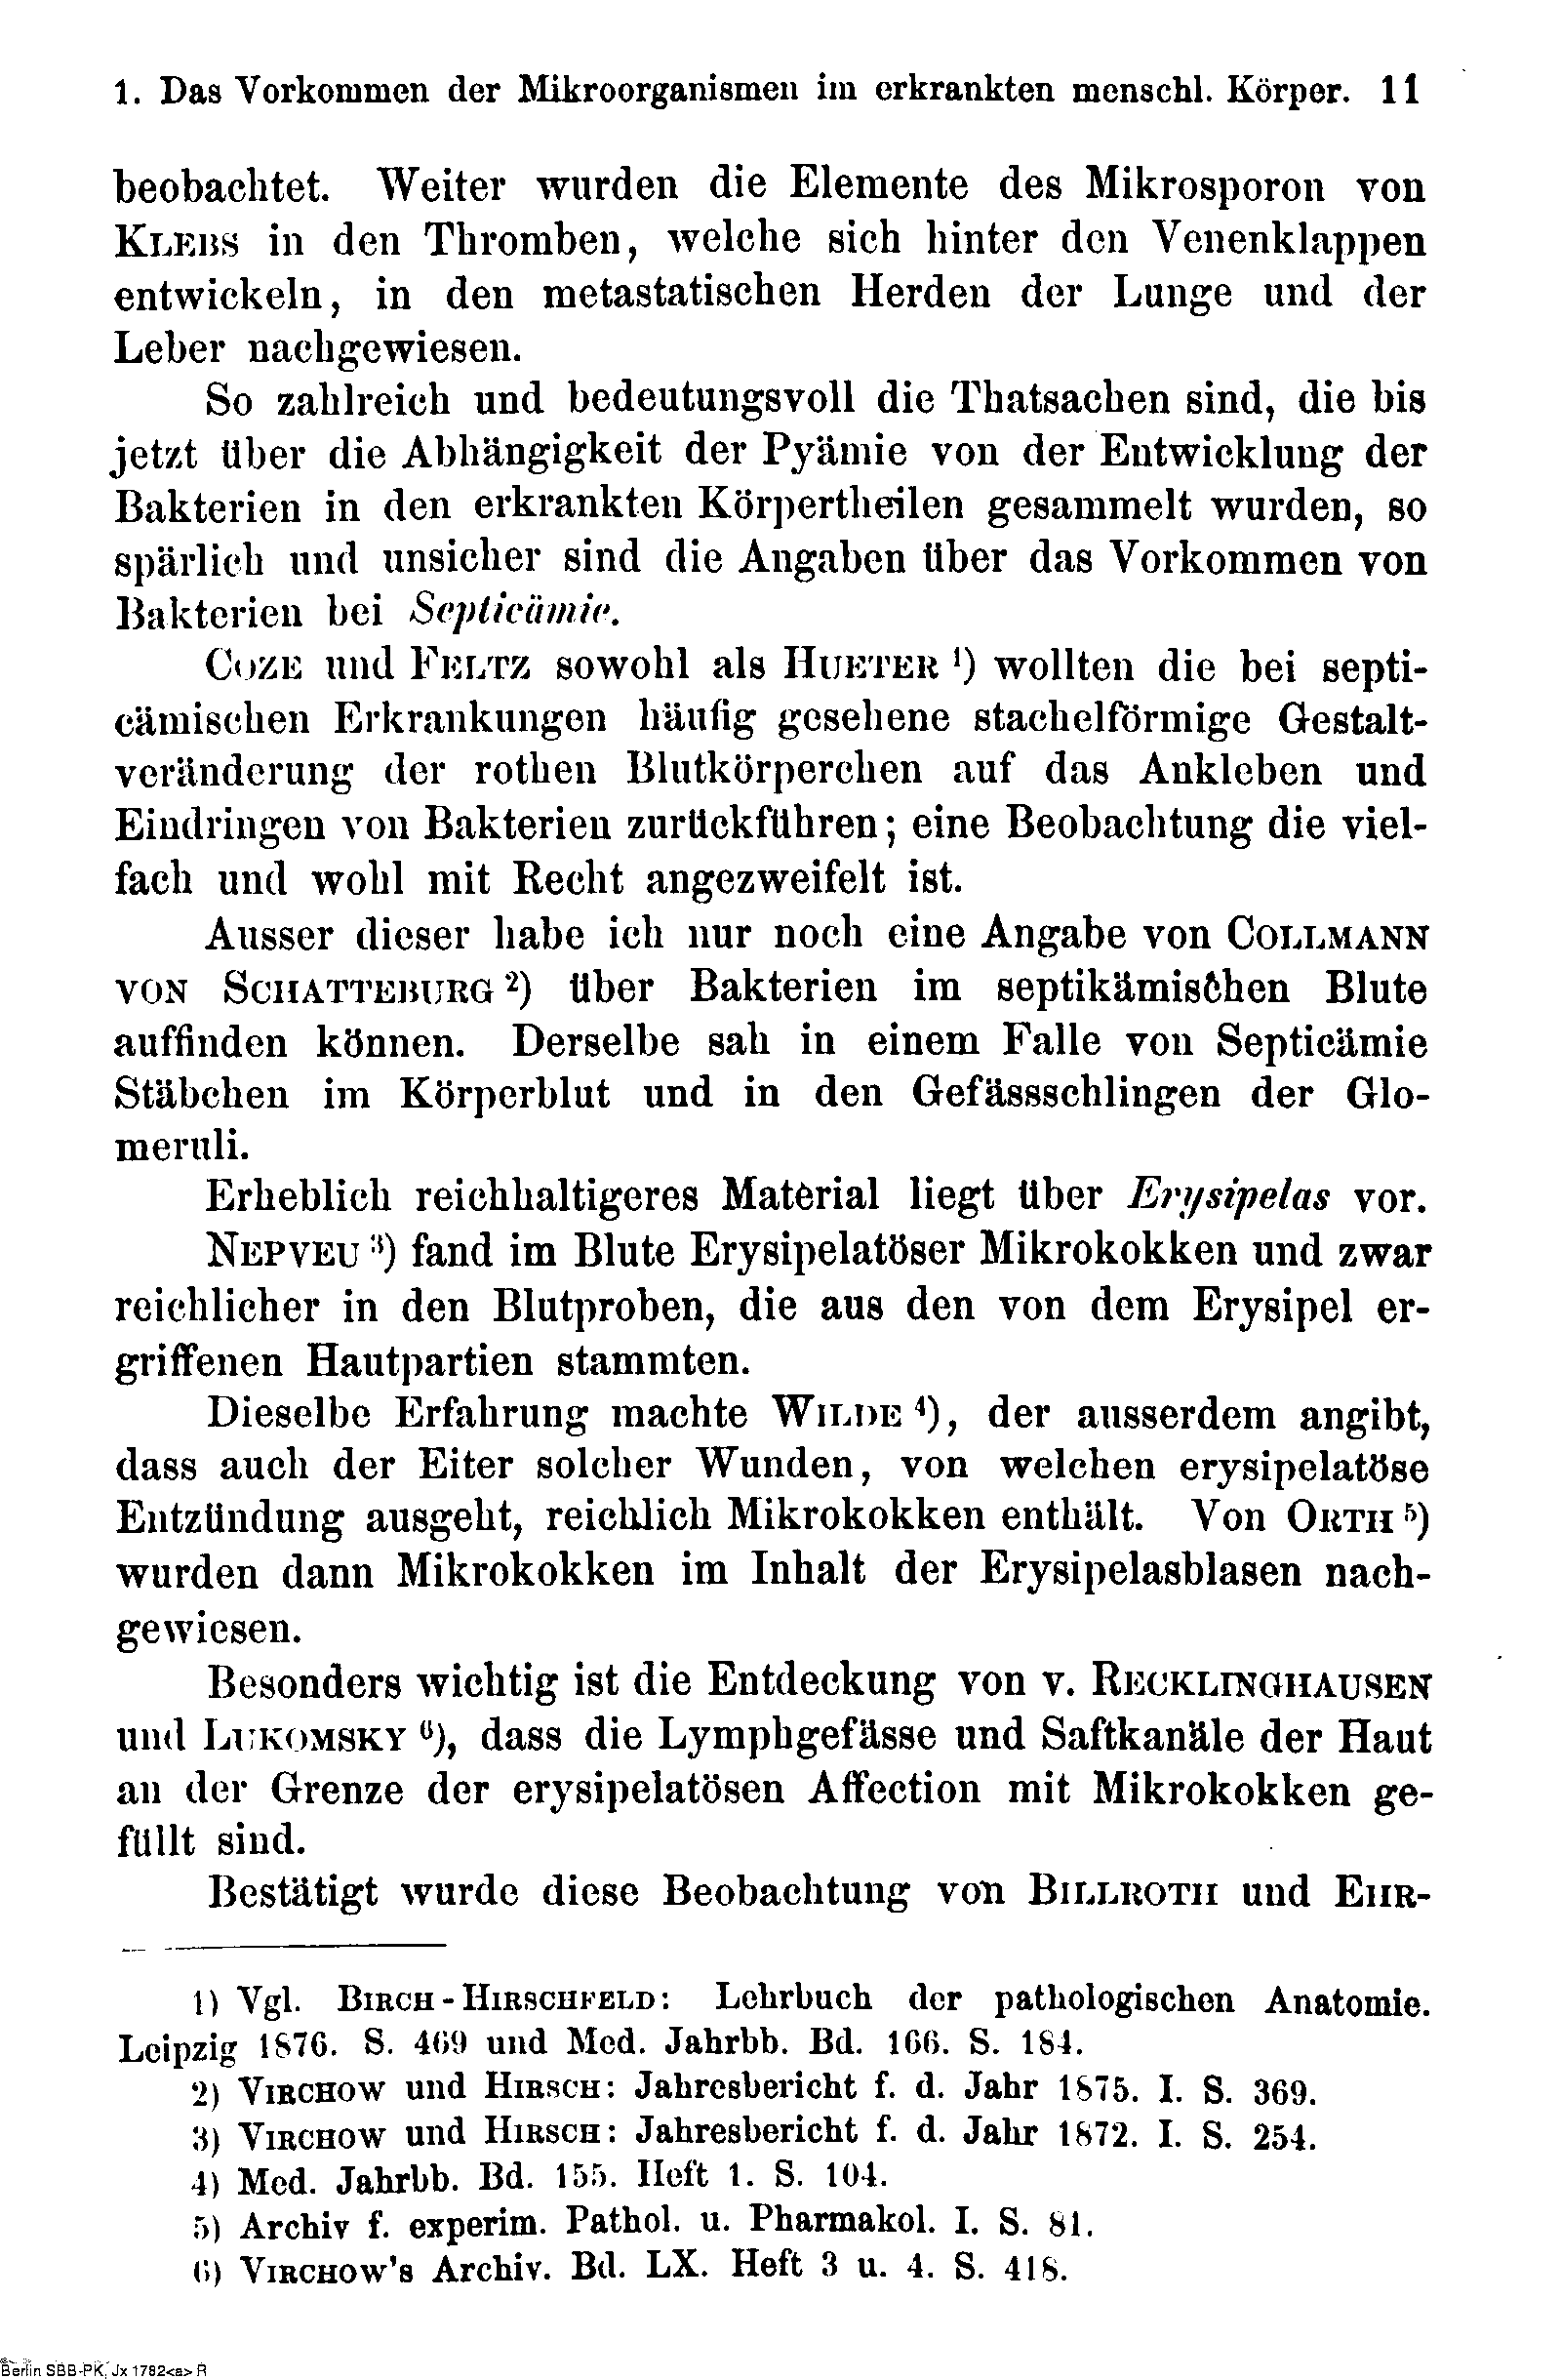 1. Das Vorkommen der Mikroorganismen im erkrankten menschl. Körper. 11
beobachtet. Weiter wurden die Elemente des Mikrosporon von
KLEBS in den Thromben, welche sich hinter den Venenklappen
entwickeln, in den metastatischen Herden der Lunge und der
Leber nachgewiesen.
So zahlreich und bedeutungsvoll die Thatsachen sind, die bis
jetzt über die Abhängigkeit der Pyämie von der Entwicklung der
Bakterien in den erkrankten Körpertheilen gesammelt wurden, so
spärlich und unsicher sind die Angaben über das Vorkommen von
Bakterien bei Septicämie.
COZE und FELTZ sowohl als HUETER 1) wollten die bei septi-
cämischen Erkrankungen häufig gesehene stachelförmige Gestalt-
veränderung der rothen Blutkörperchen auf das Ankleben und
Eindringen von Bakterien zurückführen; eine Beobachtung die viel-
fach und wohl mit Recht angezweifelt ist.
Ausser dieser habe ich nur noch eine Angabe von COLLMANN
VON SCHATTEBURG 2) über Bakterien im septikämischen Blute
auffinden können. Derselbe sah in einem Falle von Septicämie
Stäbchen im Körperblut und in den Gefässschlingen der Glo-
meruli.
Erheblich reichhaltigeres Material liegt über Erysipelas vor.
NEPVEU 3) fand im Blute Erysipelatöser Mikrokokken und zwar
reichlicher in den Blutproben, die aus den von dem Erysipel er-
griffenen Hautpartien stammten.
Dieselbe Erfahrung machte WILDE 4), der ausserdem angibt,
dass auch der Eiter solcher Wunden, von welchen erysipelatöse
Entzündung ausgeht, reichlich Mikrokokken enthält. Von ORTH 5)
wurden dann Mikrokokken im Inhalt der Erysipelasblasen nach-
gewiesen.
Besonders wichtig ist die Entdeckung von v. RECKLINGHAUSEN
und LUKOMSKY 6), dass die Lymphgefässe und Saftkanäle der Haut
an der Grenze der erysipelatösen Affection mit Mikrokokken ge-
füllt sind.
Bestätigt wurde diese Beobachtung von BILLROTH und EHR-
1) Vgl. BIRCH-HIRSCHFELD: Lehrbuch der pathologischen Anatomie.
Leipzig 1876. S. 469 und Med. Jahrbb. Bd. 166. S. 184.
2) VIRCHOW und HIRSCH: Jahresbericht f. d. Jahr 1875. I. S. 369.
3) VIRCHOW und HIRSCH: Jahresbericht f. d. Jahr 1872. I. S. 254.
4) Med. Jahrbb. Bd. 155. Heft 1. S. 104.
5) Archiv f. experim. Pathol. u. Pharmakol. I. S. 81.
6) VIRCHOW's Archiv. Bd. LX. Heft 3 u. 4. S. 418.
Berlin SBB-PK, Jx 1782<a> R